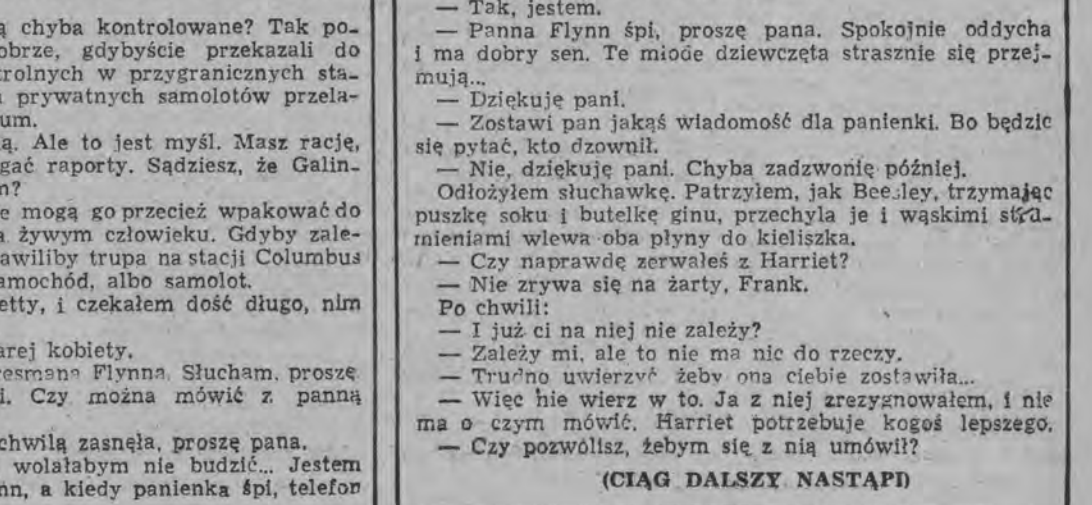 ą chyba kontrolowane? Tak po-
obrze, gdybyście przekazali do
trolnych w przygranicznych sta-
prywatnych samolotów przela-
um.
ą. Ale to jest myśl. Masz rację,
gać raporty. Sądziesz, że Galin-
m?
e mogą go przecież wpakować do
a żywym człowieku. Gdyby zale-
awiliby trupa na stacji Columbus
amochód, albo samolot.
etty, i czekałem dość długo, nim
arej kobiety.
resmana Flynna. Słucham, proszę
i. Czy można mówić z panną
chwilą zasnęła, proszę pana.
wolałabym nie budzić... Jestem
nn, a kiedy panienka śpi, telefon
— Tak, jestem.
— Panna Flynn śpi, proszę pana. Spokojnie oddycha
i ma dobry sen. Te miode dziewczęta strasznie się przej-
mują...
— Dziękuję pani.
— Zostawi pan jakąś wiadomość dla panienki. Bo będzie
się pytać, kto dzownił.
— Nie, dziękuję pani. Chyba zadzwonię później.
Odłożyłem słuchawkę. Patrzyłem, jak Beesley, trzymając
puszkę soku i butelkę ginu, przechyla je i wąskimi stru-
mieniami wlewa oba płyny do kieliszka.
— Czy naprawdę zerwałeś z Harriet?
— Nie zrywa się na żarty, Frank.
Po chwili:
— I już ci na niej nie zależy?
— Zależy mi, ale to nie ma nic do rzeczy.
— Trudno uwierzyć żeby ona ciebie zostawiła...
— Więc nie wierz w to. Ja z niej zrezygnowałem, i nie
ma o czym mówić. Harriet potrzebuje kogoś lepszego.
— Czy pozwolisz, żebym się z nią umówił?
(CIĄG DALSZY NASTĄPI)